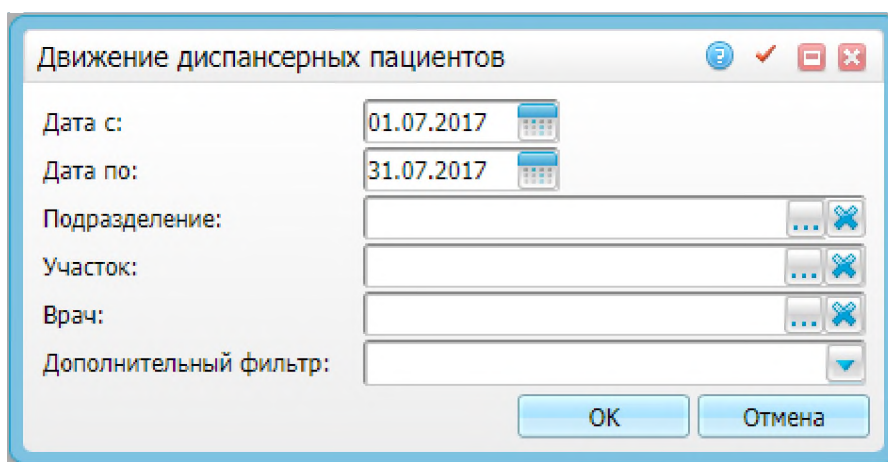 Движение диспансерных пациентов
Дата с: 01.07.2017
Дата по: 31.07.2017
Подразделение: ...
Участок: ...
Врач: ...
Дополнительный фильтр:
ОК Отмена